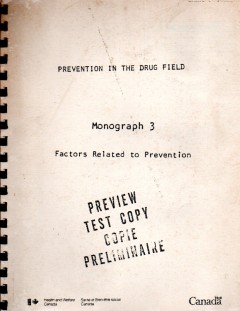 PREVENTION IN THE DRUG FIELD
Monograph 3
Factors Related to Prevention
PREVIEW
TEST COPY
COPIE
PRELIMINAIRE
Health and Welfare
Canada
Santé et Bien-être social
Canada
Canada